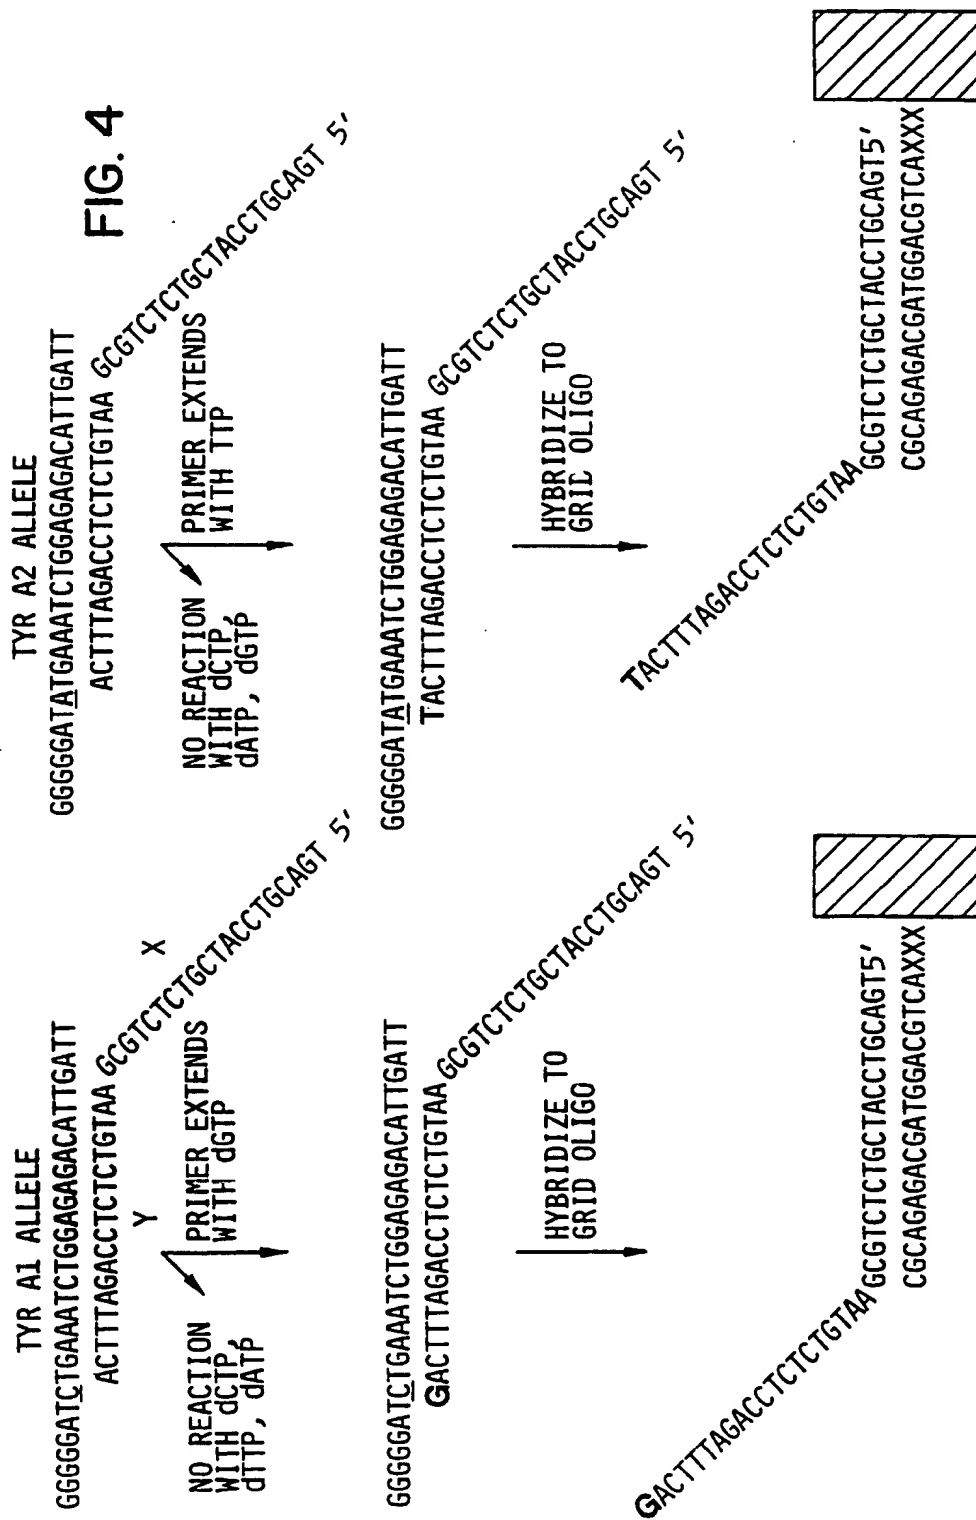 FIG. 4
TYR A1 ALLELE
GGGGGATCTGAAATCTGGAGAGACATTGATT
ACTTTAGACCTCTCTGTAA
GCGTCTCTGCTACCTGCAGT 5'
X
Y
NO REACTION
WITH dCTP,
dTTP, dATP
PRIMER EXTENDS
WITH dGTP
GGGGGATCTGAAATCTGGAGAGACATTGATT
GACTTTAGACCTCTCTGTAA
GCGTCTCTGCTACCTGCAGT 5'
HYBRIDIZE TO
GRID OLIGO
GACTTTAGACCTCTCTGTAA
GCGTCTCTGCTACCTGCAGT5'
CGCAGAGACGATGGACGTCAXXX
TYR A2 ALLELE
GGGGGATATGAAATCTGGAGAGACATTGATT
ACTTTAGACCTCTCTGTAA
GCGTCTCTGCTACCTGCAGT 5'
NO REACTION
WITH dCTP,
dATP, dGTP
PRIMER EXTENDS
WITH TTP
GGGGGATATGAAATCTGGAGAGACATTGATT
TACTTTAGACCTCTCTGTAA
GCGTCTCTGCTACCTGCAGT 5'
HYBRIDIZE TO
GRID OLIGO
TACTTTAGACCTCTCTGTAA
GCGTCTCTGCTACCTGCAGT5'
CGCAGAGACGATGGACGTCAXXX